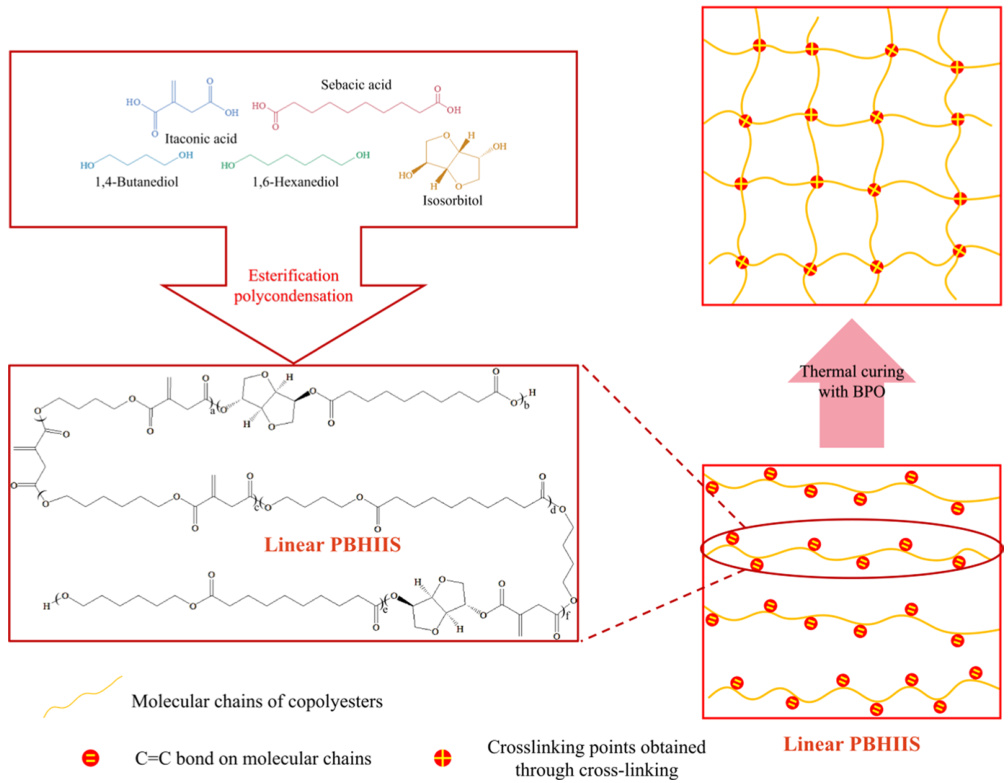 Sebacic acid
O
HO
OH
O
Itaconic acid
O
HO
OH
O
HO
OH
1,4-Butanediol
HO
OH
1,6-Hexanediol
O
H
OH
HO
H
O
Isosorbitol
Esterification
polycondensation
Thermal curing
with BPO
Linear PBHIIS
Linear PBHIIS
Molecular chains of copolyesters
C=C bond on molecular chains
Crosslinking points obtained
through cross-linking